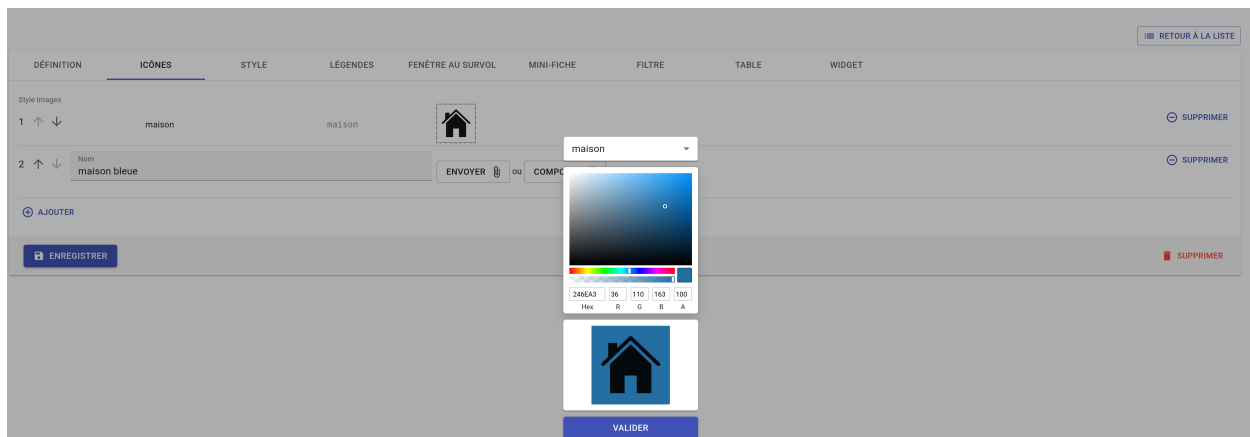 RETOUR À LA LISTE
DÉFINITION ICÔNES STYLE LÉGENDES FENÊTRE AU SURVOL MINI-FICHE FILTRE TABLE WIDGET
Style images
1 maison maison SUPPRIMER
maison
2 Nom
maison bleue ENVOYER ou COMPO SUPPRIMER
AJOUTER
ENREGISTRER SUPPRIMER
246EA3 36 110 163 100
Hex R G B A
VALIDER